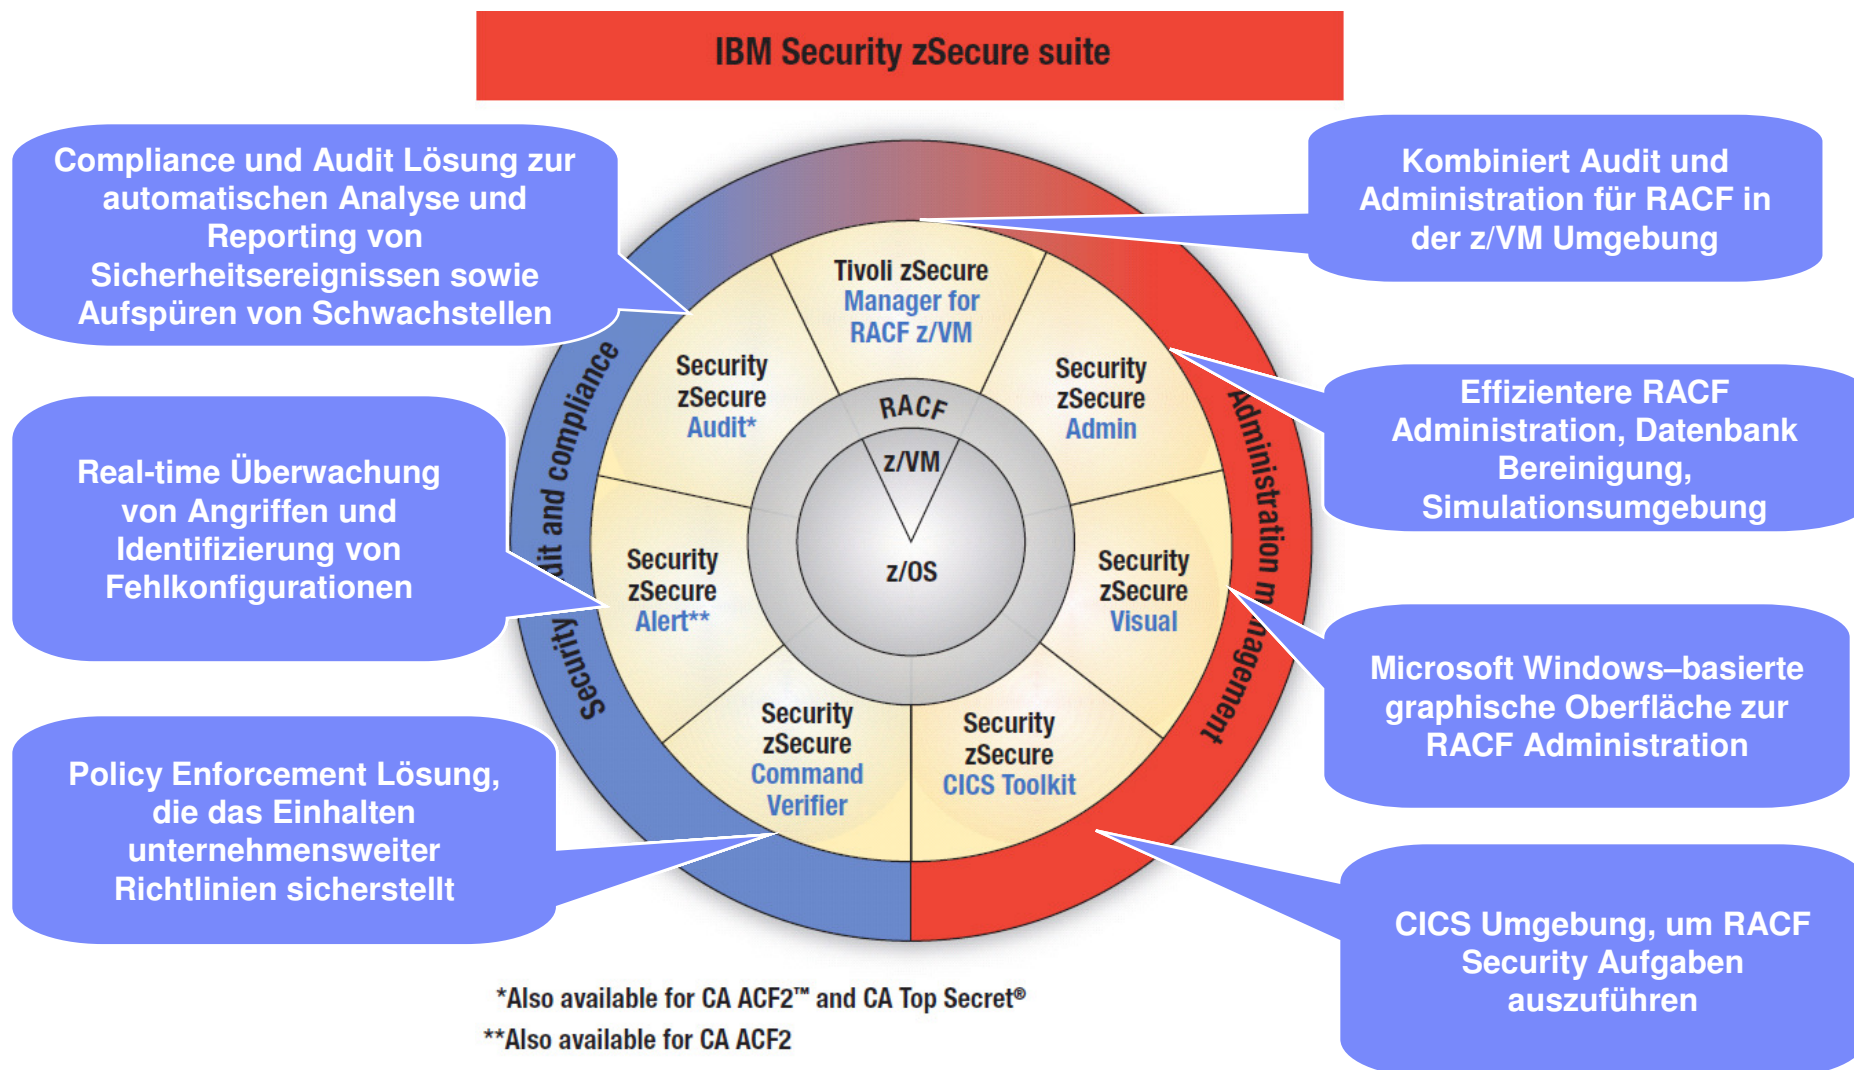 IBM Security zSecure suite
Compliance und Audit Lösung zur
automatischen Analyse und
Reporting von
Sicherheitsereignissen sowie
Aufspüren von Schwachstellen
Real-time Überwachung
von Angriffen und
Identifizierung von
Fehlkonfigurationen
Policy Enforcement Lösung,
die das Einhalten
unternehmensweiter
Richtlinien sicherstellt
Security
dit and compliance
Tivoli zSecure
Manager for
RACF z/VM
Security
zSecure
Audit*
Security
zSecure
Admin
RACF
z/VM
z/OS
Security
zSecure
Alert**
Security
zSecure
Visual
Security
zSecure
Command
Verifier
Security
zSecure
CICS Toolkit
Administration m
nagement
Kombiniert Audit und
Administration für RACF in
der z/VM Umgebung
Effizientere RACF
Administration, Datenbank
Bereinigung,
Simulationsumgebung
Microsoft Windows–basierte
graphische Oberfläche zur
RACF Administration
CICS Umgebung, um RACF
Security Aufgaben
auszuführen
*Also available for CA ACF2™ and CA Top Secret®
**Also available for CA ACF2